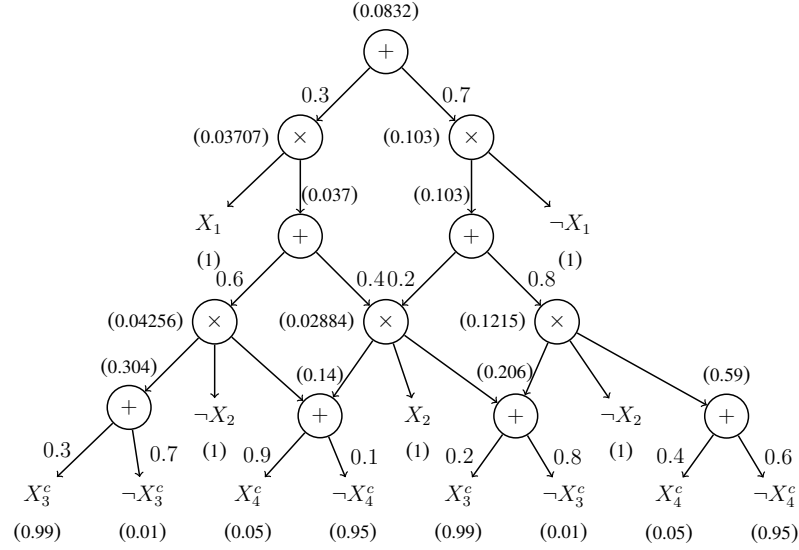 (0.0832)
+
0.3 0.7
(0.03707) × (0.103) ×
(0.037) (0.103)
X₁ + + ¬X₁
(1) (1)
0.6 0.4 0.2 0.8
(0.04256) × (0.02884) × (0.1215) ×
(0.304) (0.14) (0.206) (0.59)
+ ¬X₂ + X₂ + ¬X₂ +
0.3 0.7 (1) 0.9 0.1 (1) 0.2 0.8 (1) 0.4 0.6
X₃ᶜ ¬X₃ᶜ X₄ᶜ ¬X₄ᶜ X₃ᶜ ¬X₃ᶜ X₄ᶜ ¬X₄ᶜ
(0.99) (0.01) (0.05) (0.95) (0.99) (0.01) (0.05) (0.95)